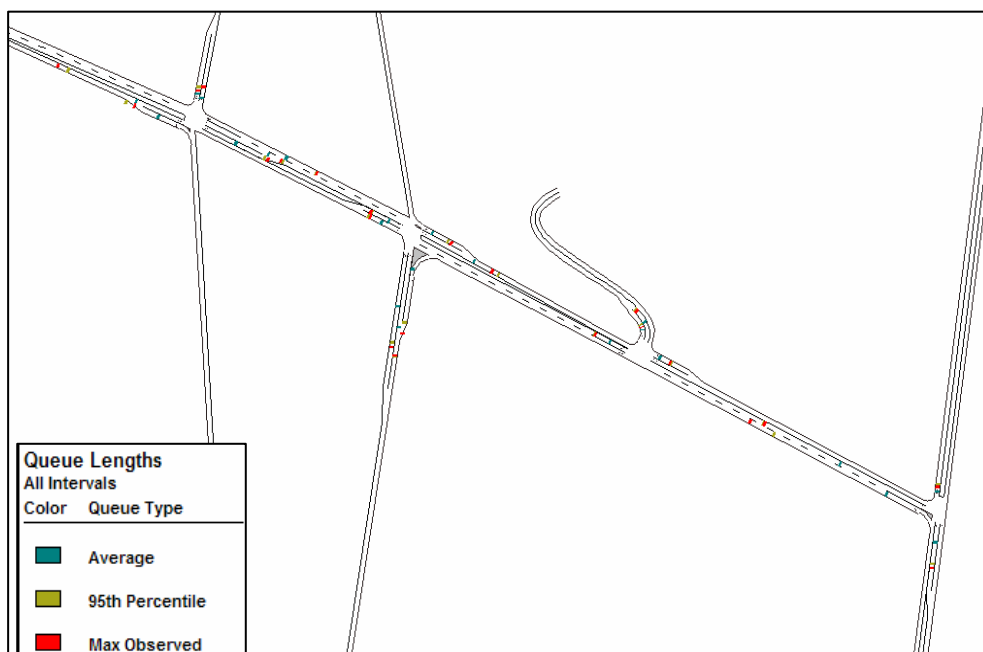 Queue Lengths
All Intervals
Color Queue Type
Average
95th Percentile
Max Observed